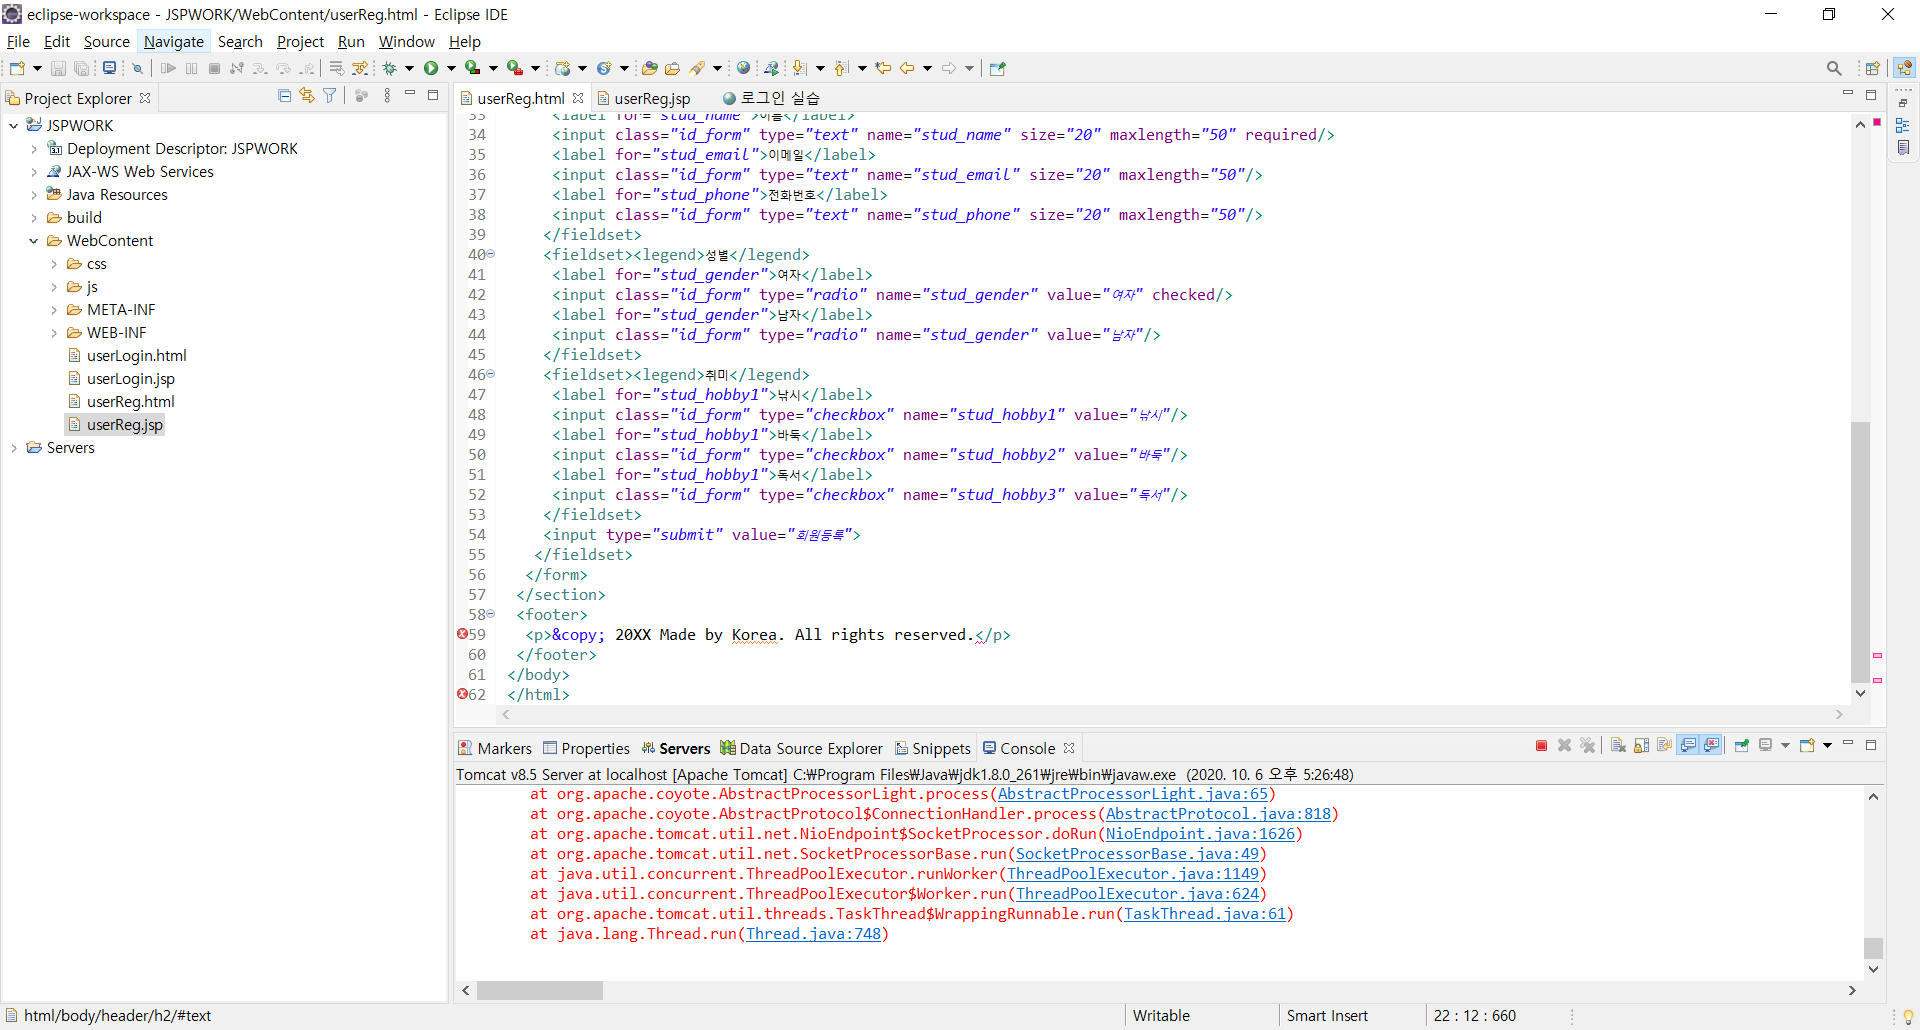 eclipse-workspace - JSPWORK/WebContent/userReg.html - Eclipse IDE
File Edit Source Navigate Search Project Run Window Help
Project Explorer
JSPWORK
Deployment Descriptor: JSPWORK
JAX-WS Web Services
Java Resources
build
WebContent
css
js
META-INF
WEB-INF
userLogin.html
userLogin.jsp
userReg.html
userReg.jsp
Servers
userReg.html userReg.jsp 로그인 실습
33 <label for="stud_name">이름</label>
34 <input class="id_form" type="text" name="stud_name" size="20" maxlength="50" required/>
35 <label for="stud_email">이메일</label>
36 <input class="id_form" type="text" name="stud_email" size="20" maxlength="50"/>
37 <label for="stud_phone">전화번호</label>
38 <input class="id_form" type="text" name="stud_phone" size="20" maxlength="50"/>
39 </fieldset>
40 <fieldset><legend>성별</legend>
41 <label for="stud_gender">여자</label>
42 <input class="id_form" type="radio" name="stud_gender" value="여자" checked/>
43 <label for="stud_gender">남자</label>
44 <input class="id_form" type="radio" name="stud_gender" value="남자"/>
45 </fieldset>
46 <fieldset><legend>취미</legend>
47 <label for="stud_hobby1">낚시</label>
48 <input class="id_form" type="checkbox" name="stud_hobby1" value="낚시"/>
49 <label for="stud_hobby1">바둑</label>
50 <input class="id_form" type="checkbox" name="stud_hobby2" value="바둑"/>
51 <label for="stud_hobby1">독서</label>
52 <input class="id_form" type="checkbox" name="stud_hobby3" value="독서"/>
53 </fieldset>
54 <input type="submit" value="회원등록">
55 </fieldset>
56 </form>
57 </section>
58 <footer>
59 <p>&copy; 20XX Made by Korea. All rights reserved.</p>
60 </footer>
61 </body>
62 </html>
Markers Properties Servers Data Source Explorer Snippets Console
Tomcat v8.5 Server at localhost [Apache Tomcat] C:₩Program Files₩Java₩jdk1.8.0_261₩jre₩bin₩javaw.exe (2020. 10. 6 오후 5:26:48)
at org.apache.coyote.AbstractProcessorLight.process(AbstractProcessorLight.java:65)
at org.apache.coyote.AbstractProtocol$ConnectionHandler.process(AbstractProtocol.java:818)
at org.apache.tomcat.util.net.NioEndpoint$SocketProcessor.doRun(NioEndpoint.java:1626)
at org.apache.tomcat.util.net.SocketProcessorBase.run(SocketProcessorBase.java:49)
at java.util.concurrent.ThreadPoolExecutor.runWorker(ThreadPoolExecutor.java:1149)
at java.util.concurrent.ThreadPoolExecutor$Worker.run(ThreadPoolExecutor.java:624)
at org.apache.tomcat.util.threads.TaskThread$WrappingRunnable.run(TaskThread.java:61)
at java.lang.Thread.run(Thread.java:748)
html/body/header/h2/#text Writable Smart Insert 22 : 12 : 660